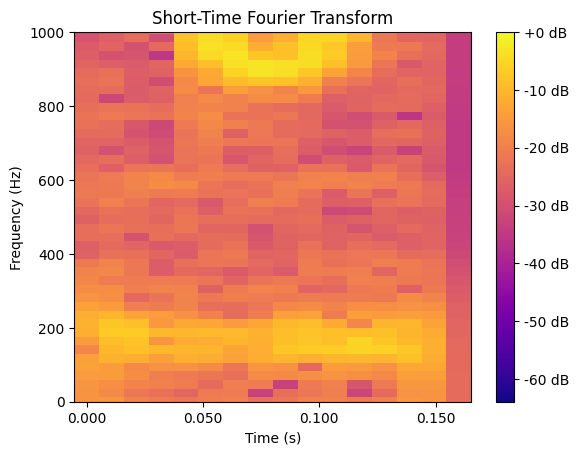 Short-Time Fourier Transform
1000
800
600
400
200
0
Frequency (Hz)
0.000
0.050
0.100
0.150
Time (s)
+0 dB
-10 dB
-20 dB
-30 dB
-40 dB
-50 dB
-60 dB